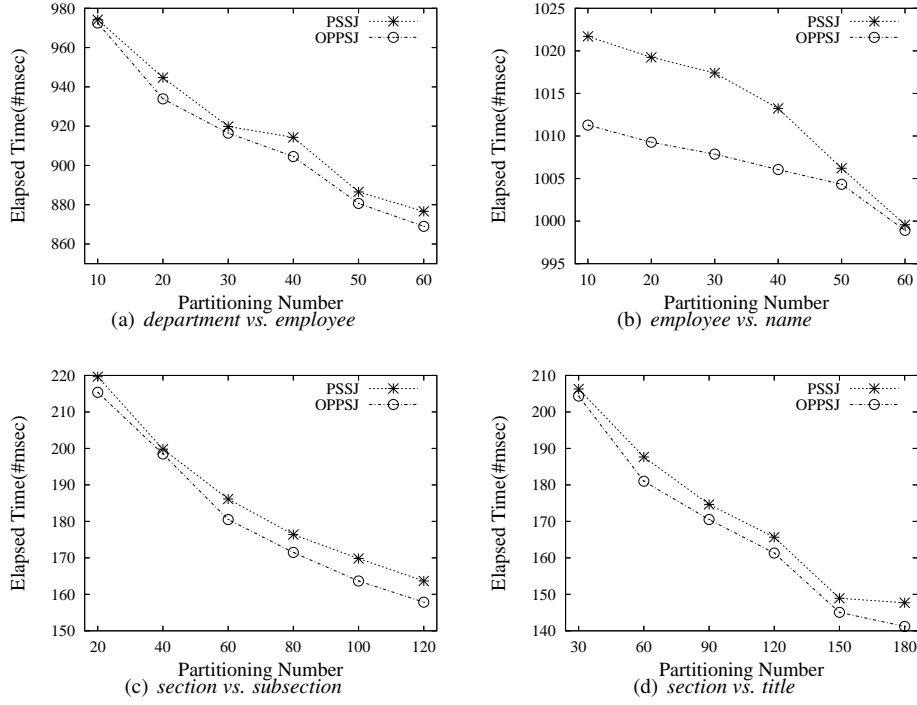 980
960
940
920
900
880
860
10 20 30 40 50 60
Elapsed Time(#msec)
Partitioning Number
PSSJ
OPPSJ
(a) department vs. employee
1025
1020
1015
1010
1005
1000
995
10 20 30 40 50 60
Elapsed Time(#msec)
Partitioning Number
PSSJ
OPPSJ
(b) employee vs. name
220
210
200
190
180
170
160
150
20 40 60 80 100 120
Elapsed Time(#msec)
Partitioning Number
PSSJ
OPPSJ
(c) section vs. subsection
210
200
190
180
170
160
150
140
30 60 90 120 150 180
Elapsed Time(#msec)
Partitioning Number
PSSJ
OPPSJ
(d) section vs. title